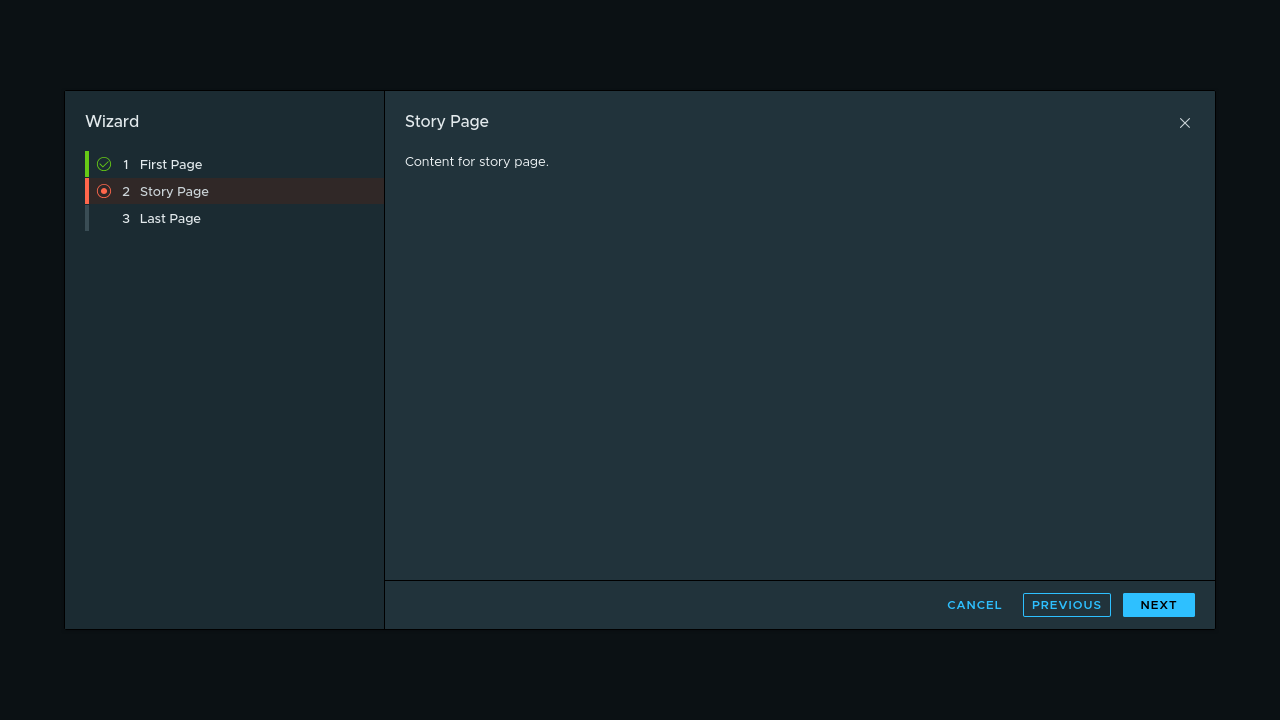 Wizard
1 First Page
2 Story Page
3 Last Page
Story Page
Content for story page.
CANCEL PREVIOUS NEXT